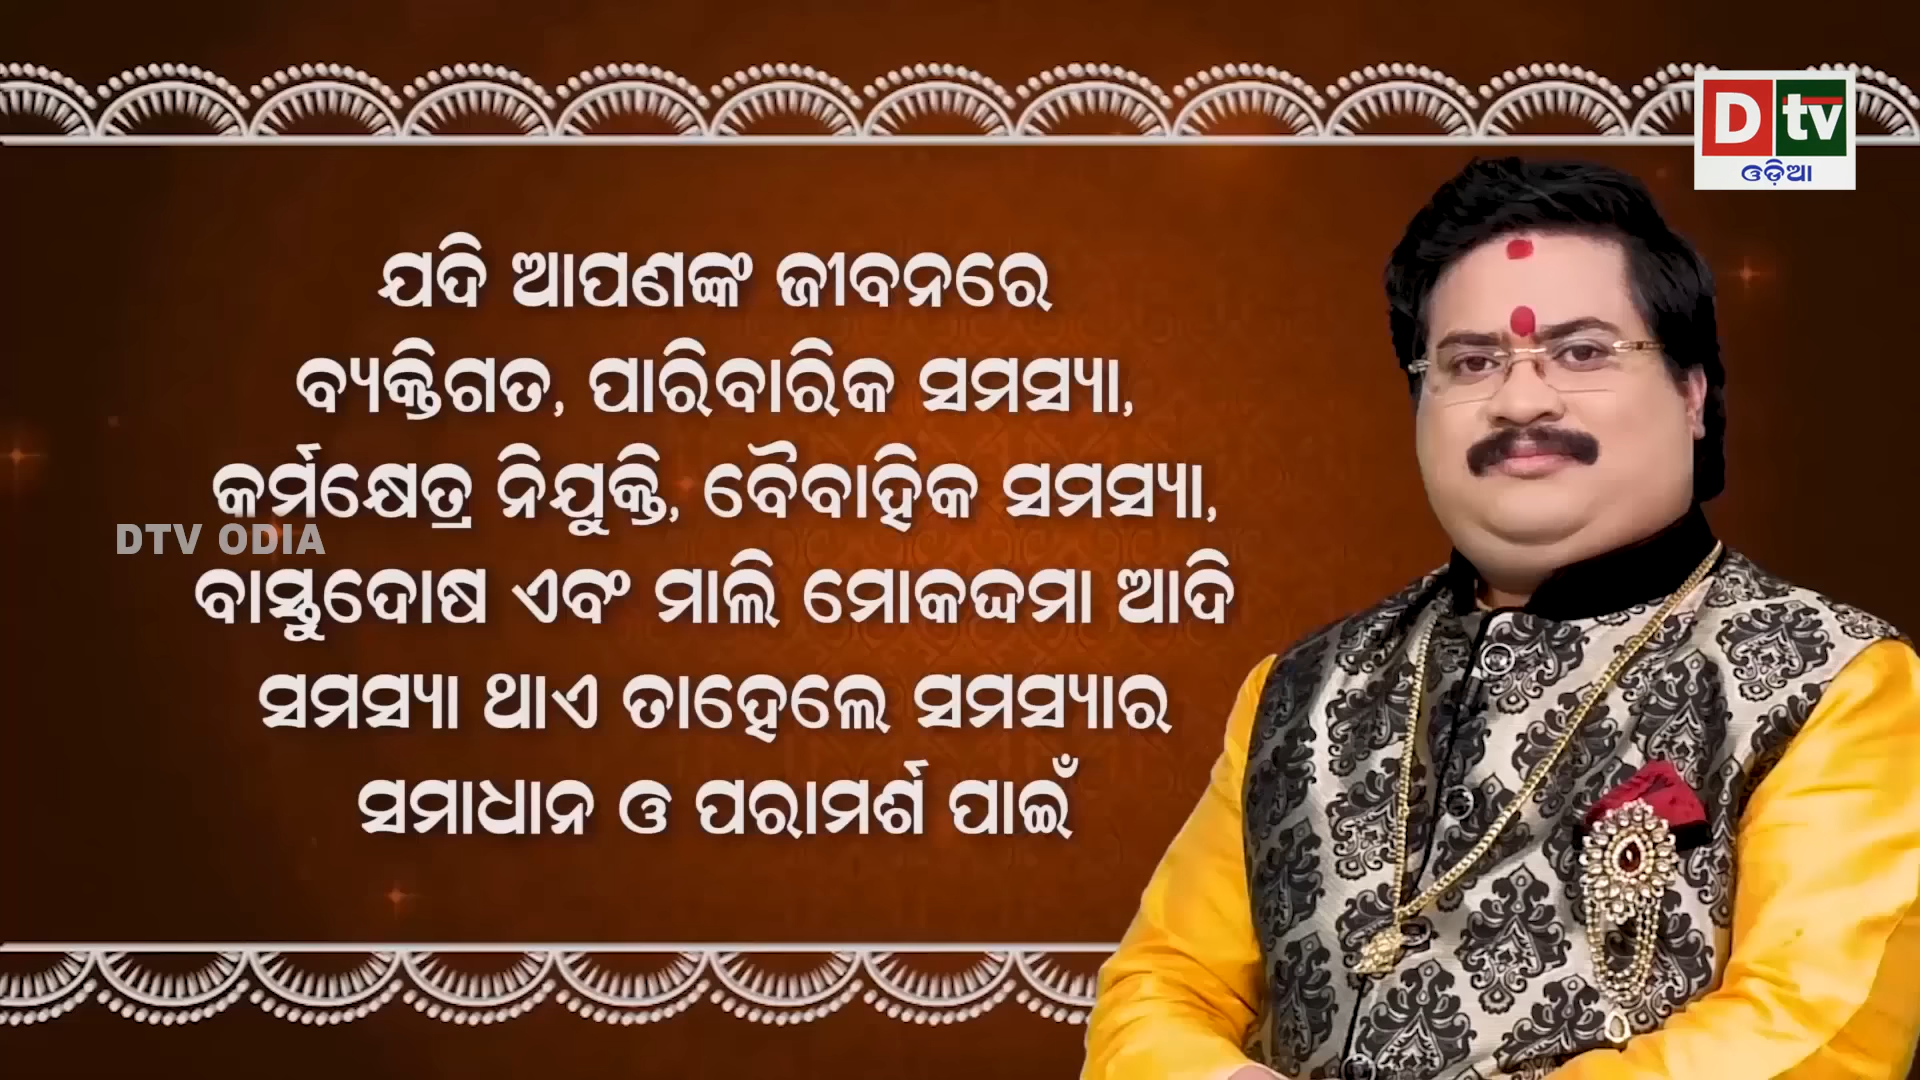 Dtv
ଓଡ଼ିଆ
ଯଦି ଆପଣଙ୍କ ଜୀବନରେ
ବ୍ୟକ୍ତିଗତ, ପାରିବାରିକ ସମସ୍ୟା,
କର୍ମକ୍ଷେତ୍ର ନିଯୁକ୍ତି, ବୈବାହିକ ସମସ୍ୟା,
DTV ODIA
ବାସ୍ତୁଦୋଷ ଏବଂ ମାଲି ମୋକଦ୍ଦମା ଆଦି
ସମସ୍ୟା ଥାଏ ତାହେଲେ ସମସ୍ୟାର
ସମାଧାନ ଓ ପରାମର୍ଶ ପାଇଁ